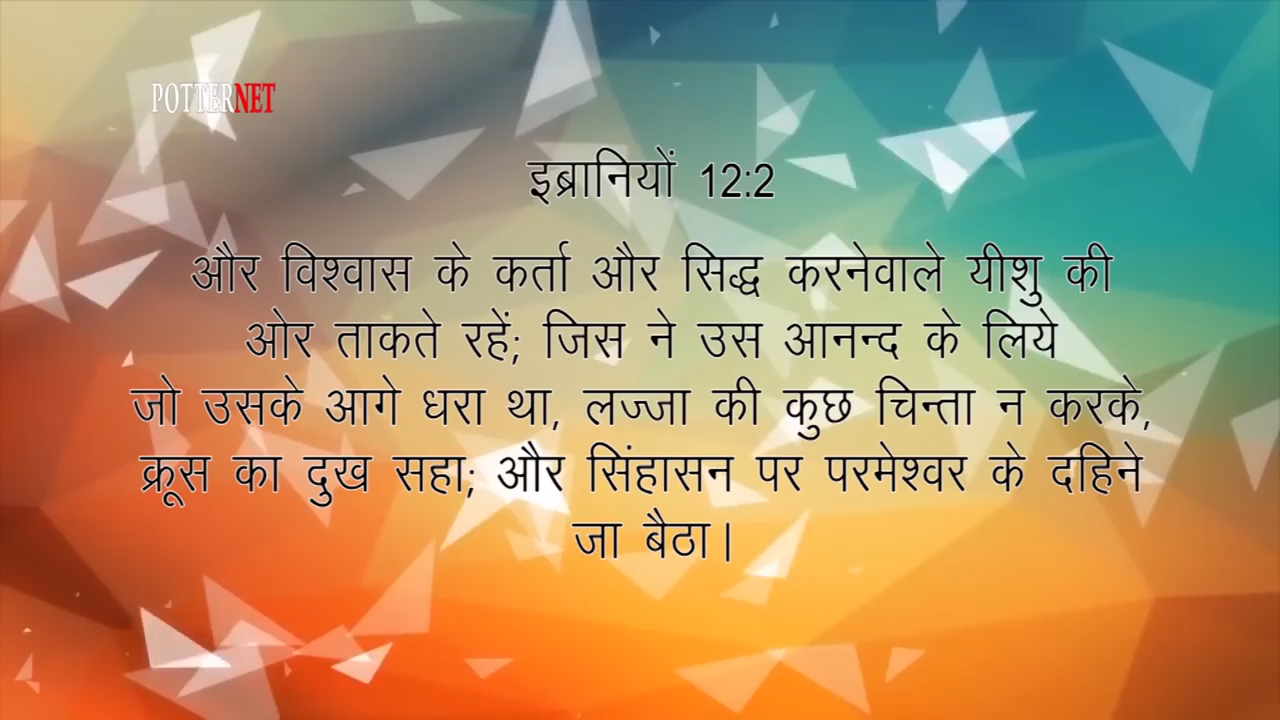 POTTERNET
इब्रानियों 12:2
और विश्वास के कर्ता और सिद्ध करनेवाले यीशु की
ओर ताकते रहें; जिस ने उस आनन्द के लिये
जो उसके आगे धरा था, लज्जा की कुछ चिन्ता न करके,
क्रूस का दुख सहा; और सिंहासन पर परमेश्वर के दहिने
जा बैठा।